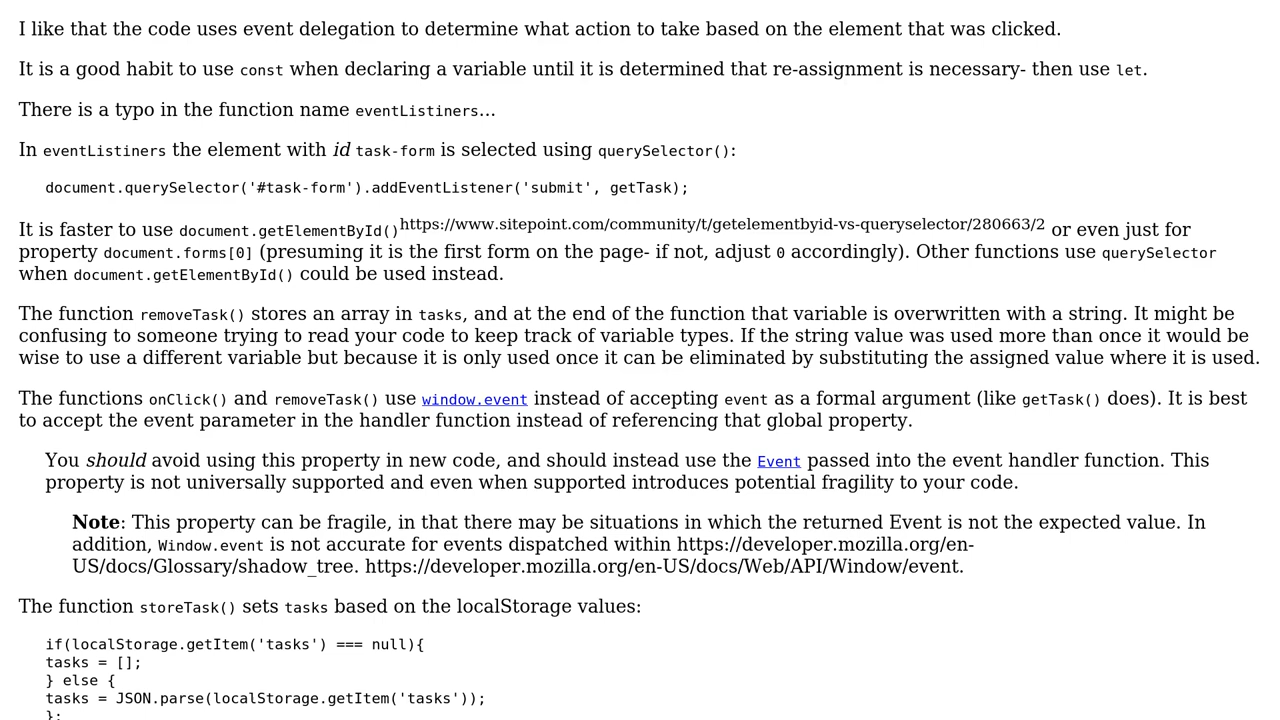 I like that the code uses event delegation to determine what action to take based on the element that was clicked.
It is a good habit to use const when declaring a variable until it is determined that re-assignment is necessary- then use let.
There is a typo in the function name eventListiners...
In eventListiners the element with id task-form is selected using querySelector():
document.querySelector('#task-form').addEventListener('submit', getTask);
It is faster to use document.getElementById()https://www.sitepoint.com/community/t/getelementbyid-vs-queryselector/280663/2 or even just for
property document.forms[0] (presuming it is the first form on the page- if not, adjust 0 accordingly). Other functions use querySelector
when document.getElementById() could be used instead.
The function removeTask() stores an array in tasks, and at the end of the function that variable is overwritten with a string. It might be
confusing to someone trying to read your code to keep track of variable types. If the string value was used more than once it would be
wise to use a different variable but because it is only used once it can be eliminated by substituting the assigned value where it is used.
The functions onClick() and removeTask() use window.event instead of accepting event as a formal argument (like getTask() does). It is best
to accept the event parameter in the handler function instead of referencing that global property.
You should avoid using this property in new code, and should instead use the Event passed into the event handler function. This
property is not universally supported and even when supported introduces potential fragility to your code.
Note: This property can be fragile, in that there may be situations in which the returned Event is not the expected value. In
addition, Window.event is not accurate for events dispatched within https://developer.mozilla.org/en-
US/docs/Glossary/shadow_tree. https://developer.mozilla.org/en-US/docs/Web/API/Window/event.
The function storeTask() sets tasks based on the localStorage values:
if(localStorage.getItem('tasks') === null){
tasks = [];
} else {
tasks = JSON.parse(localStorage.getItem('tasks'));
};